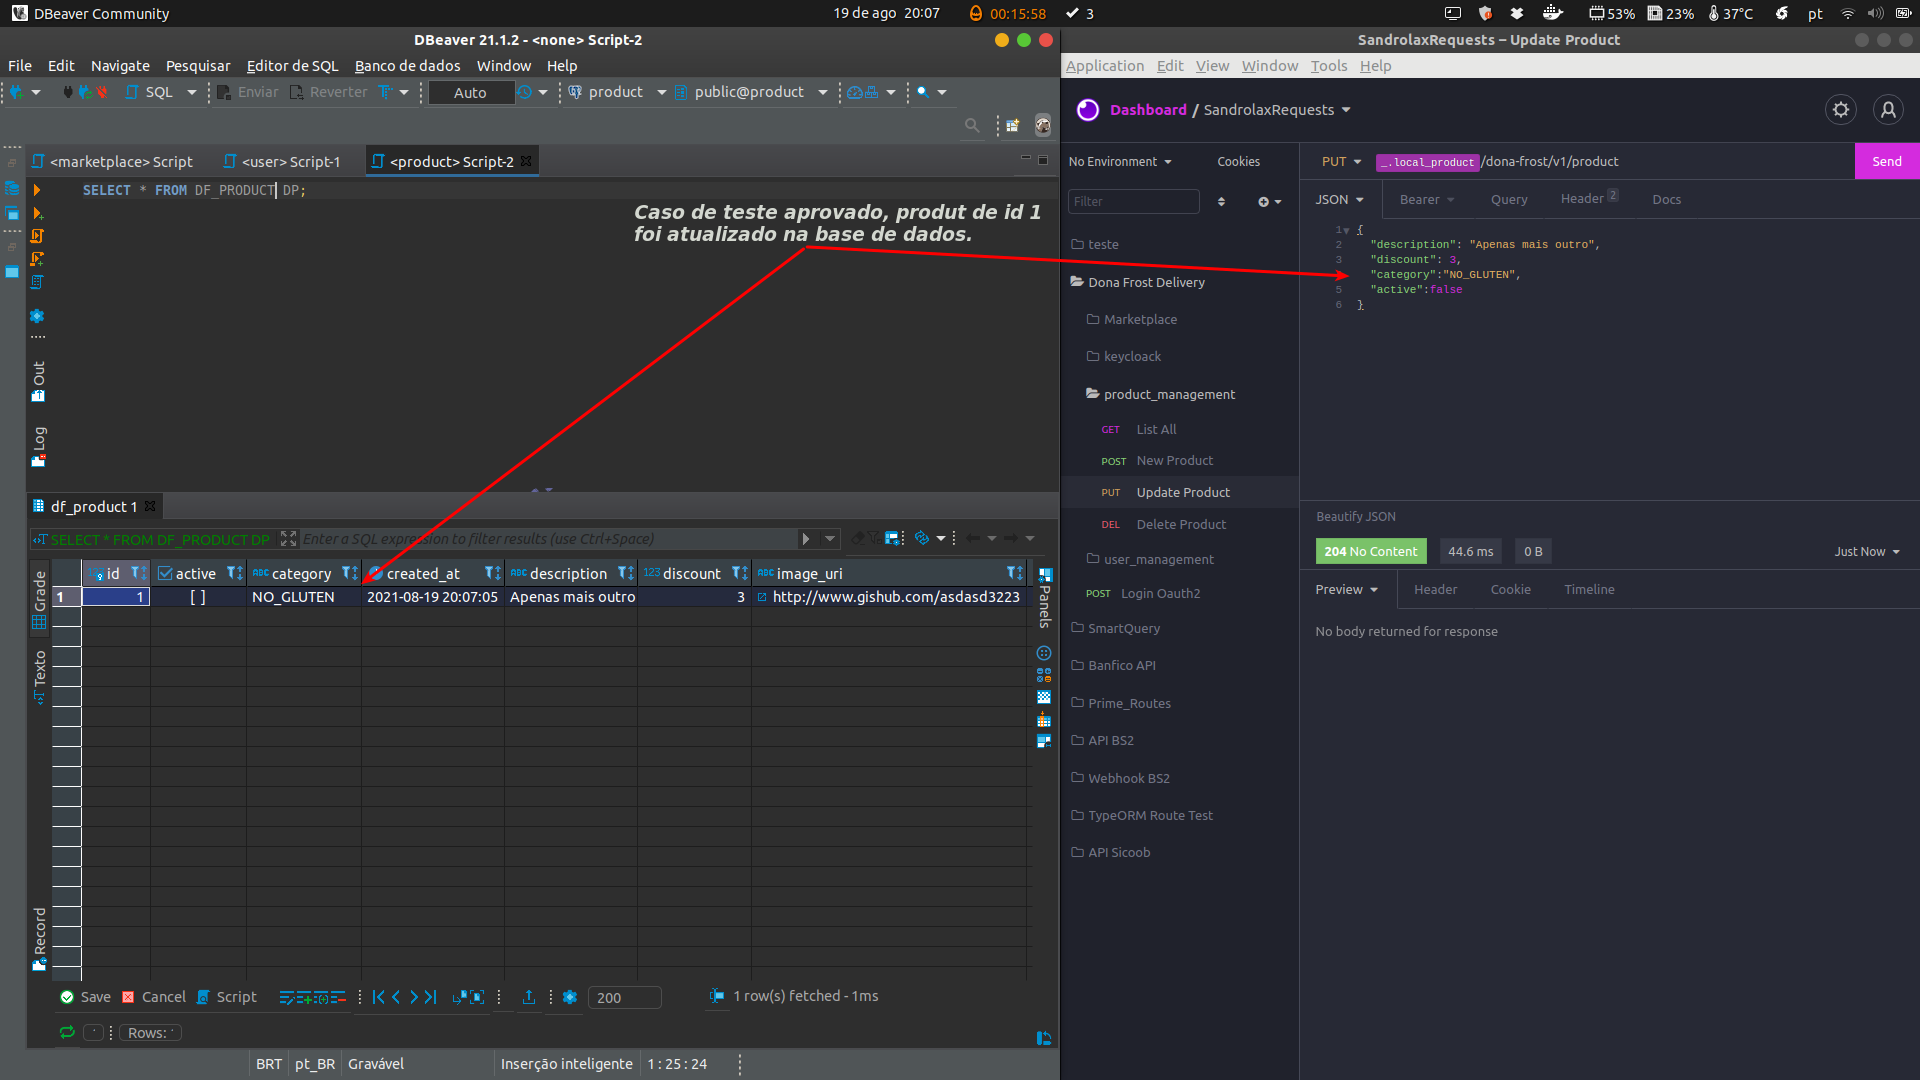 DBeaver Community
19 de ago 20:07
00:15:58
3
53%
23%
37°C
pt
DBeaver 21.1.2 - <none> Script-2
File Edit Navigate Pesquisar Editor de SQL Banco de dados Window Help
SQL
Enviar
Reverter
Auto
product
public@product
<marketplace> Script
<user> Script-1
<product> Script-2
SELECT * FROM DF_PRODUCT DP;
Caso de teste aprovado, produt de id 1
foi atualizado na base de dados.
Out
Log
df_product 1
SELECT * FROM DF_PRODUCT DP
Enter a SQL expression to filter results (use Ctrl+Space)
Grade
Texto
Record
Panels
id active ABC category created_at ABC description 123 discount ABC image_uri
1 1 [ ] NO_GLUTEN 2021-08-19 20:07:05 Apenas mais outro 3 http://www.gishub.com/asdasd3223
Save Cancel Script
200
1 row(s) fetched - 1ms
Rows:
BRT pt_BR Gravável Inserção inteligente 1 : 25 : 24
SandrolaxRequests – Update Product
Application Edit View Window Tools Help
Dashboard / SandrolaxRequests
No Environment
Cookies
Filter
teste
Dona Frost Delivery
Marketplace
keycloack
product_management
GET List All
POST New Product
PUT Update Product
DEL Delete Product
user_management
POST Login Oauth2
SmartQuery
Banfico API
Prime_Routes
API BS2
Webhook BS2
TypeORM Route Test
API Sicoob
PUT
_.local_product /dona-frost/v1/product
Send
JSON Bearer Query Header 2 Docs
1 {
2 "description": "Apenas mais outro",
3 "discount": 3,
4 "category":"NO_GLUTEN",
5 "active":false
6 }
Beautify JSON
204 No Content
44.6 ms
0 B
Just Now
Preview Header Cookie Timeline
No body returned for response